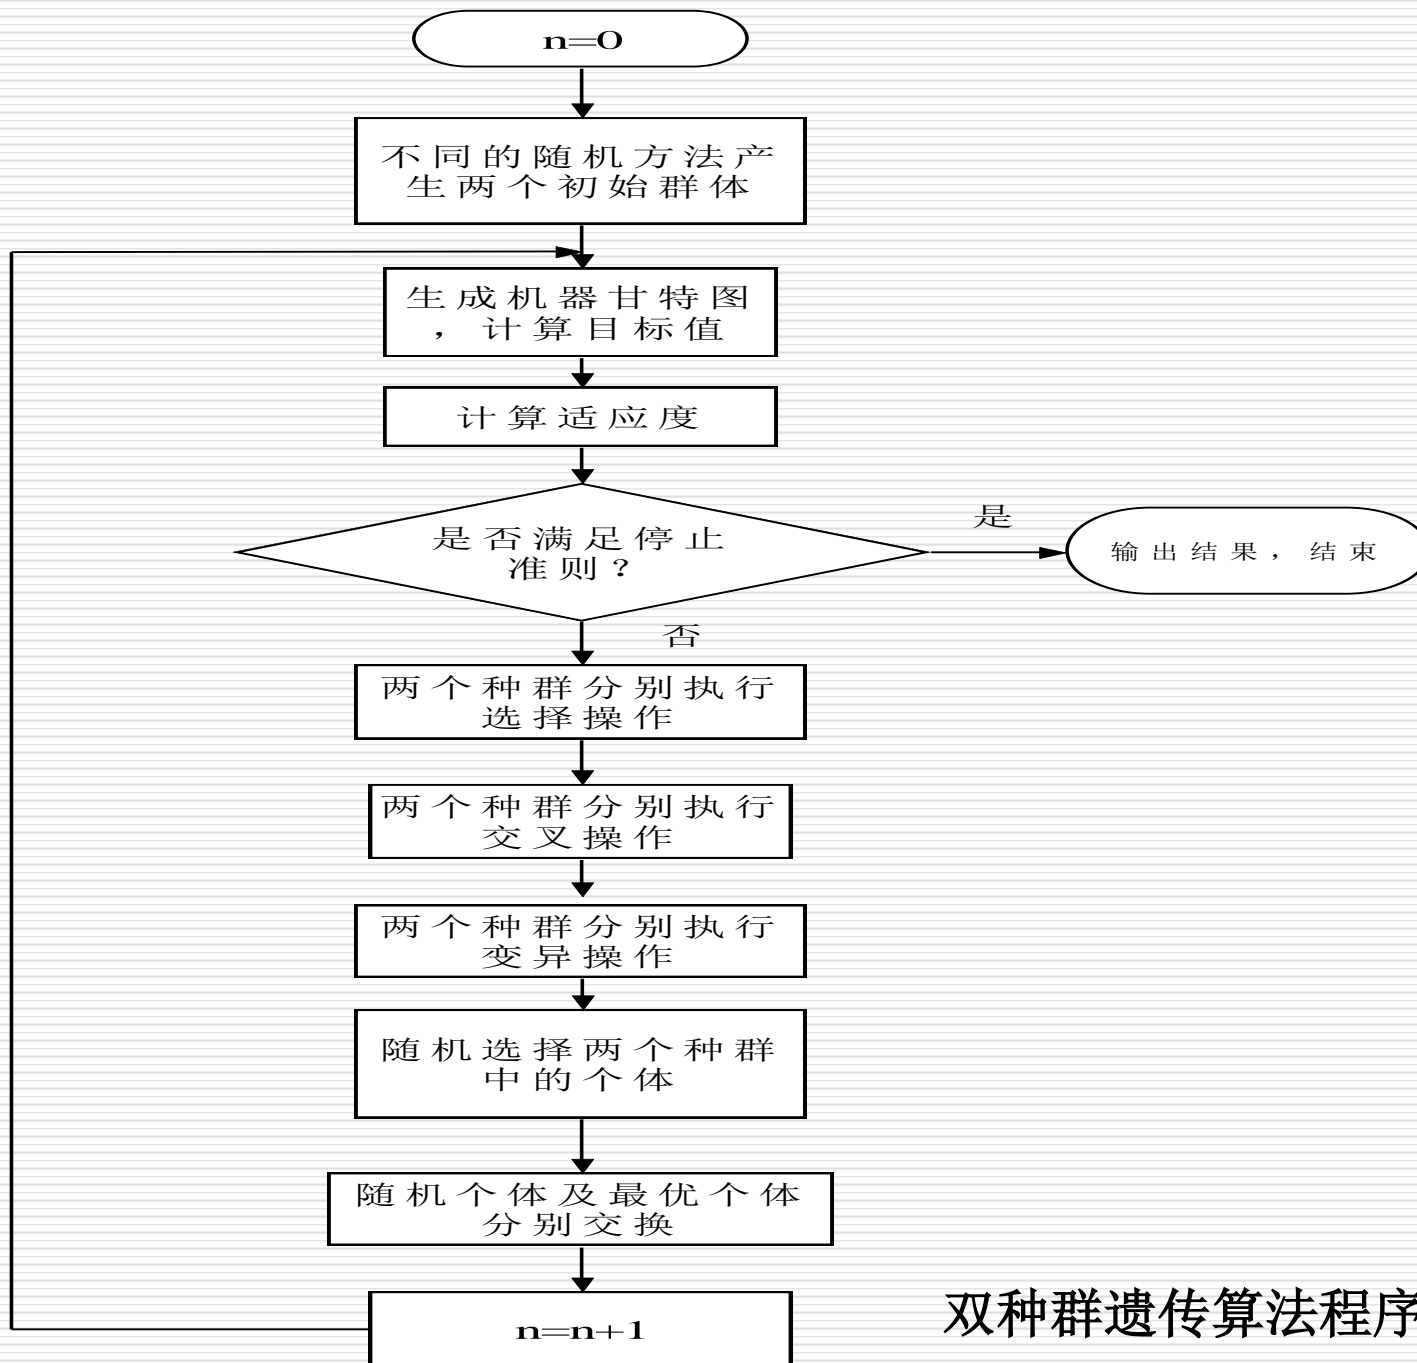 n=0
不同的随机方法产
生两个初始群体
生成机器甘特图
，计算目标值
计算适应度
是否满足停止
准则？
是
输出结果，结束
否
两个种群分别执行
选择操作
两个种群分别执行
交叉操作
两个种群分别执行
变异操作
随机选择两个种群
中的个体
随机个体及最优个体
分别交换
n=n+1
双种群遗传算法程序